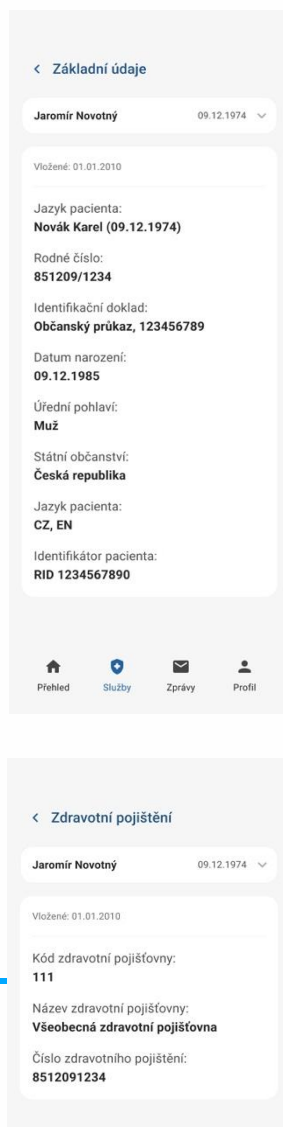 Základní údaje
Jaromír Novotný 09.12.1974
Vložené: 01.01.2010
Jazyk pacienta:
Novák Karel (09.12.1974)
Rodné číslo:
851209/1234
Identifikační doklad:
Občanský průkaz, 123456789
Datum narození:
09.12.1985
Úřední pohlaví:
Muž
Státní občanství:
Česká republika
Jazyk pacienta:
CZ, EN
Identifikátor pacienta:
RID 1234567890
Přehled Služby Zprávy Profil
Zdravotní pojištění
Jaromír Novotný 09.12.1974
Vložené: 01.01.2010
Kód zdravotní pojišťovny:
111
Název zdravotní pojišťovny:
Všeobecná zdravotní pojišťovna
Číslo zdravotního pojištění:
8512091234